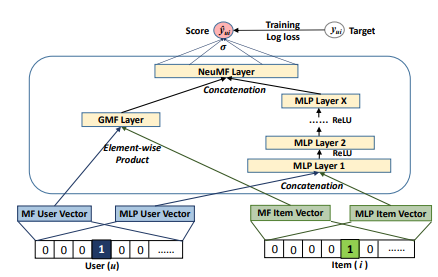 Score ŷui Training Log loss yui Target
σ
NeuMF Layer
Concatenation
MLP Layer X
GMF Layer
...... ReLU
Element-wise
Product
MLP Layer 2
ReLU
MLP Layer 1
Concatenation
MF User Vector MLP User Vector MF Item Vector MLP Item Vector
0 0 0 1 0 0 ...... 0 0 0 0 1 0 ......
User (u) Item ( i )